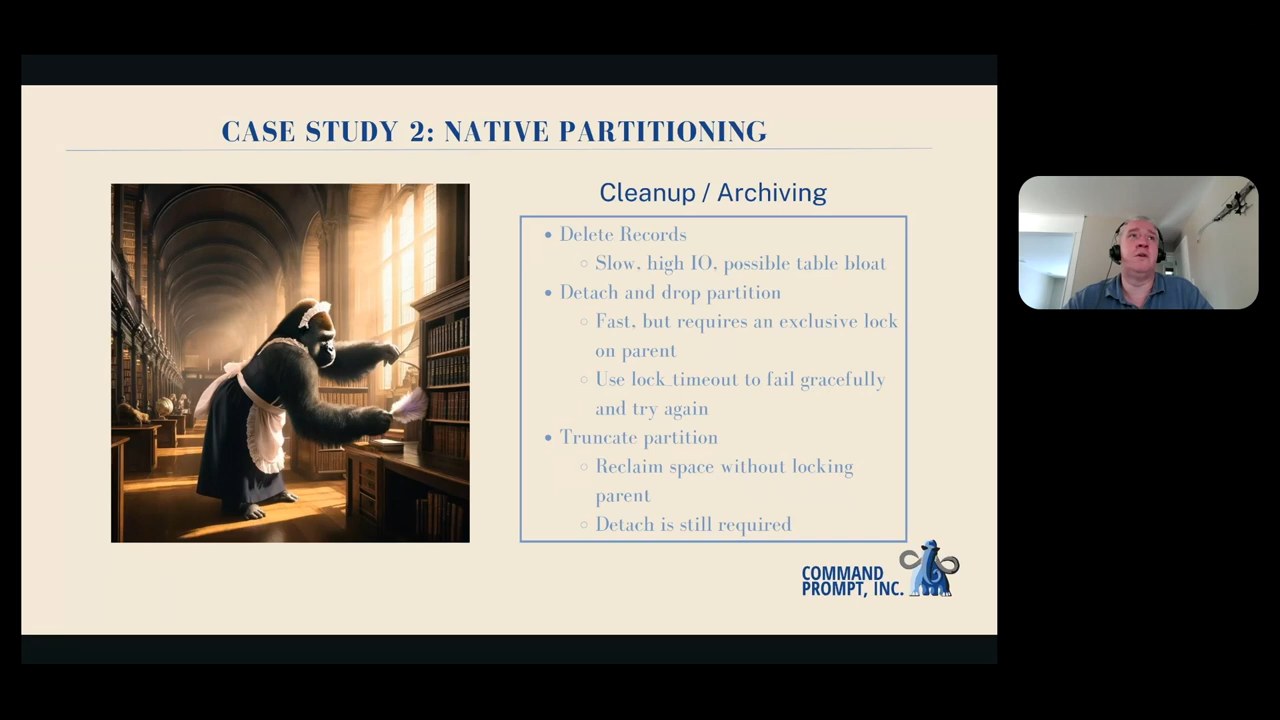 CASE STUDY 2: NATIVE PARTITIONING
Cleanup / Archiving
• Delete Records
○ Slow, high IO, possible table bloat
• Detach and drop partition
○ Fast, but requires an exclusive lock
on parent
○ Use lock_timeout to fail gracefully
and try again
• Truncate partition
○ Reclaim space without locking
parent
○ Detach is still required
COMMAND
PROMPT, INC.